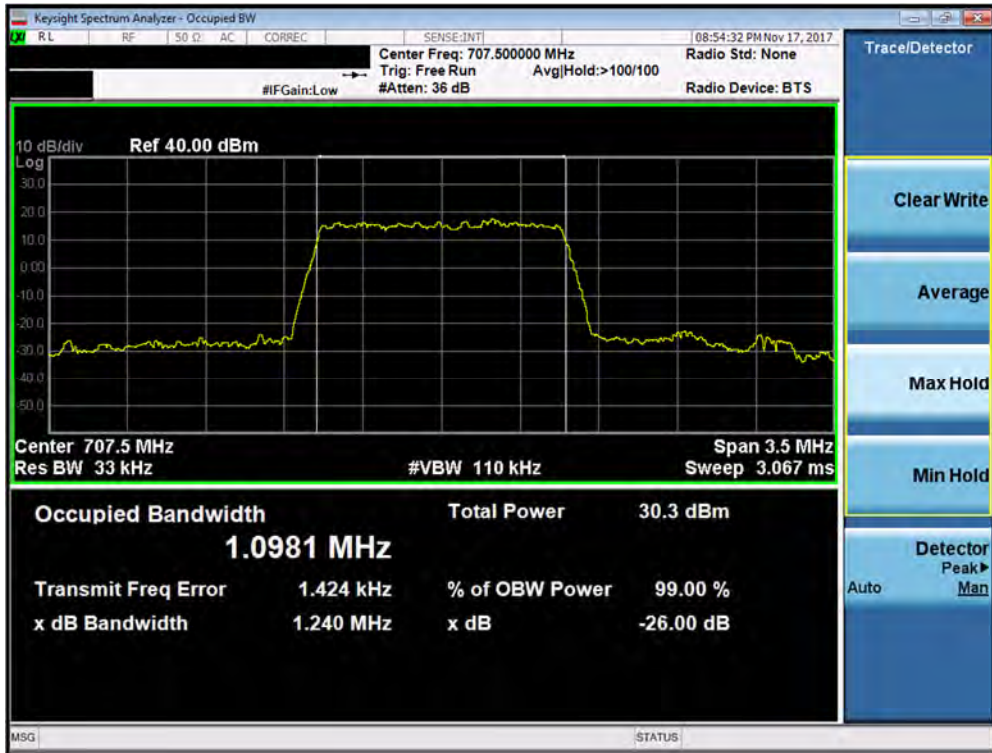 Keysight Spectrum Analyzer - Occupied BW
RL RF 50 Ω AC CORREC SENSE:INT 08:54:32 PM Nov 17, 2017
Center Freq: 707.500000 MHz Radio Std: None
Trig: Free Run Avg|Hold:>100/100
#IFGain:Low #Atten: 36 dB Radio Device: BTS
10 dB/div Ref 40.00 dBm
Log
30.0
20.0
10.0
0.00
-10.0
-20.0
-30.0
-40.0
-50.0
Center 707.5 MHz Span 3.5 MHz
Res BW 33 kHz #VBW 110 kHz Sweep 3.067 ms
Occupied Bandwidth Total Power 30.3 dBm
1.0981 MHz
Transmit Freq Error 1.424 kHz % of OBW Power 99.00 %
x dB Bandwidth 1.240 MHz x dB -26.00 dB
MSG STATUS
Trace/Detector
Clear Write
Average
Max Hold
Min Hold
Detector
Peak▶
Auto Man